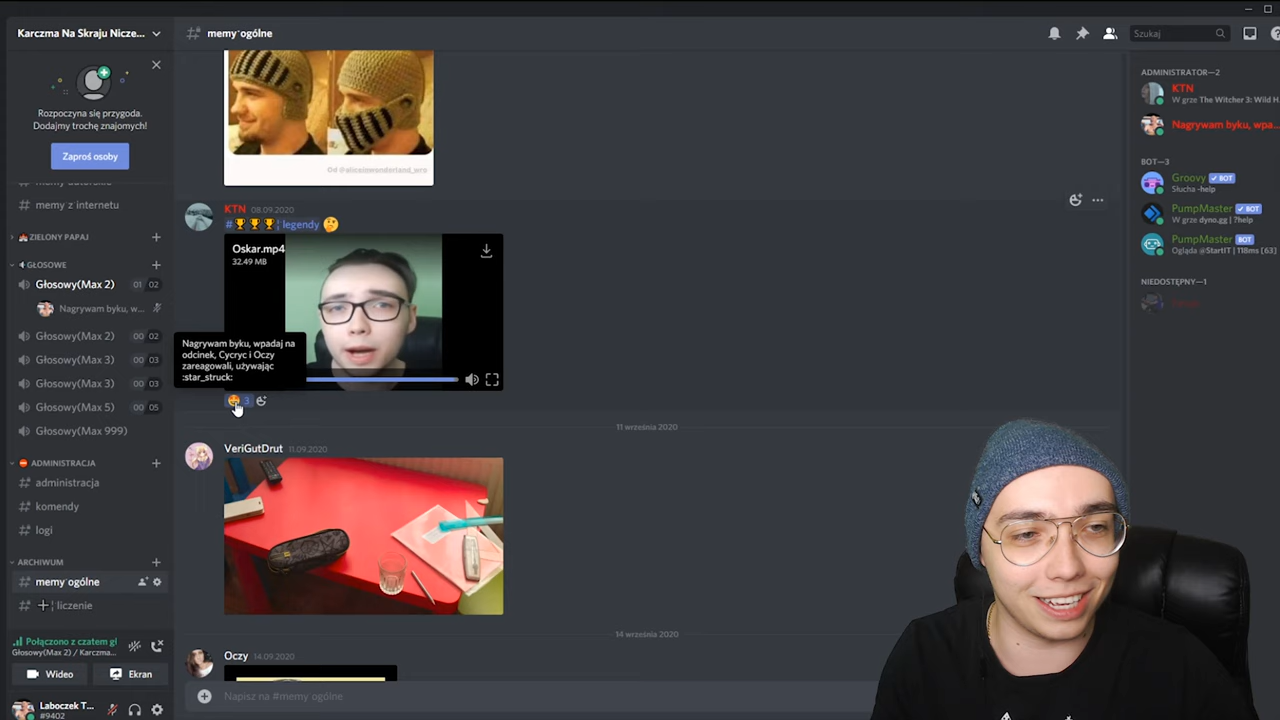 Karczma Na Skraju Nicze...
memy ogólne
Szukaj
Rozpoczyna się przygoda.
Dodajmy trochę znajomych!
Zaproś osoby
memy autorskie
memy z internetu
ZIELONY PAPAJ
GŁOSOWE
Głosowy(Max 2) 01 02
Nagrywam byku, w...
Głosowy(Max 2) 00 02
Głosowy(Max 3) 00 03
Głosowy(Max 3) 00 03
Głosowy(Max 5) 00 05
Głosowy(Max 999)
ADMINISTRACJA
administracja
komendy
logi
ARCHIWUM
memy ogólne
liczenie
Połączono z czatem gł
Głosowy(Max 2) / Karczma...
Wideo
Ekran
Laboczek T...
#9402
Od @aliceiswonderland_wro
KTN 08.09.2020
#🏆🏆🏆¦legendy 🤔
Oskar.mp4
32.49 MB
Nagrywam byku, wpadaj na
odcinek, Cycryc i Oczy
zareagowali, używając
:star_struck:
3
11 września 2020
VeriGutDrut 11.09.2020
14 września 2020
Oczy 14.09.2020
Napisz na #memy ogólne
ADMINISTRATOR—2
KTN
W grze The Witcher 3: Wild H...
Nagrywam byku, wpa...
BOT—3
Groovy BOT
Słucha -help
PumpMaster BOT
W grze dyno.gg | ?help
PumpMaster BOT
Ogląda @StartIT | 118ms [63]
NIEDOSTĘPNY—1